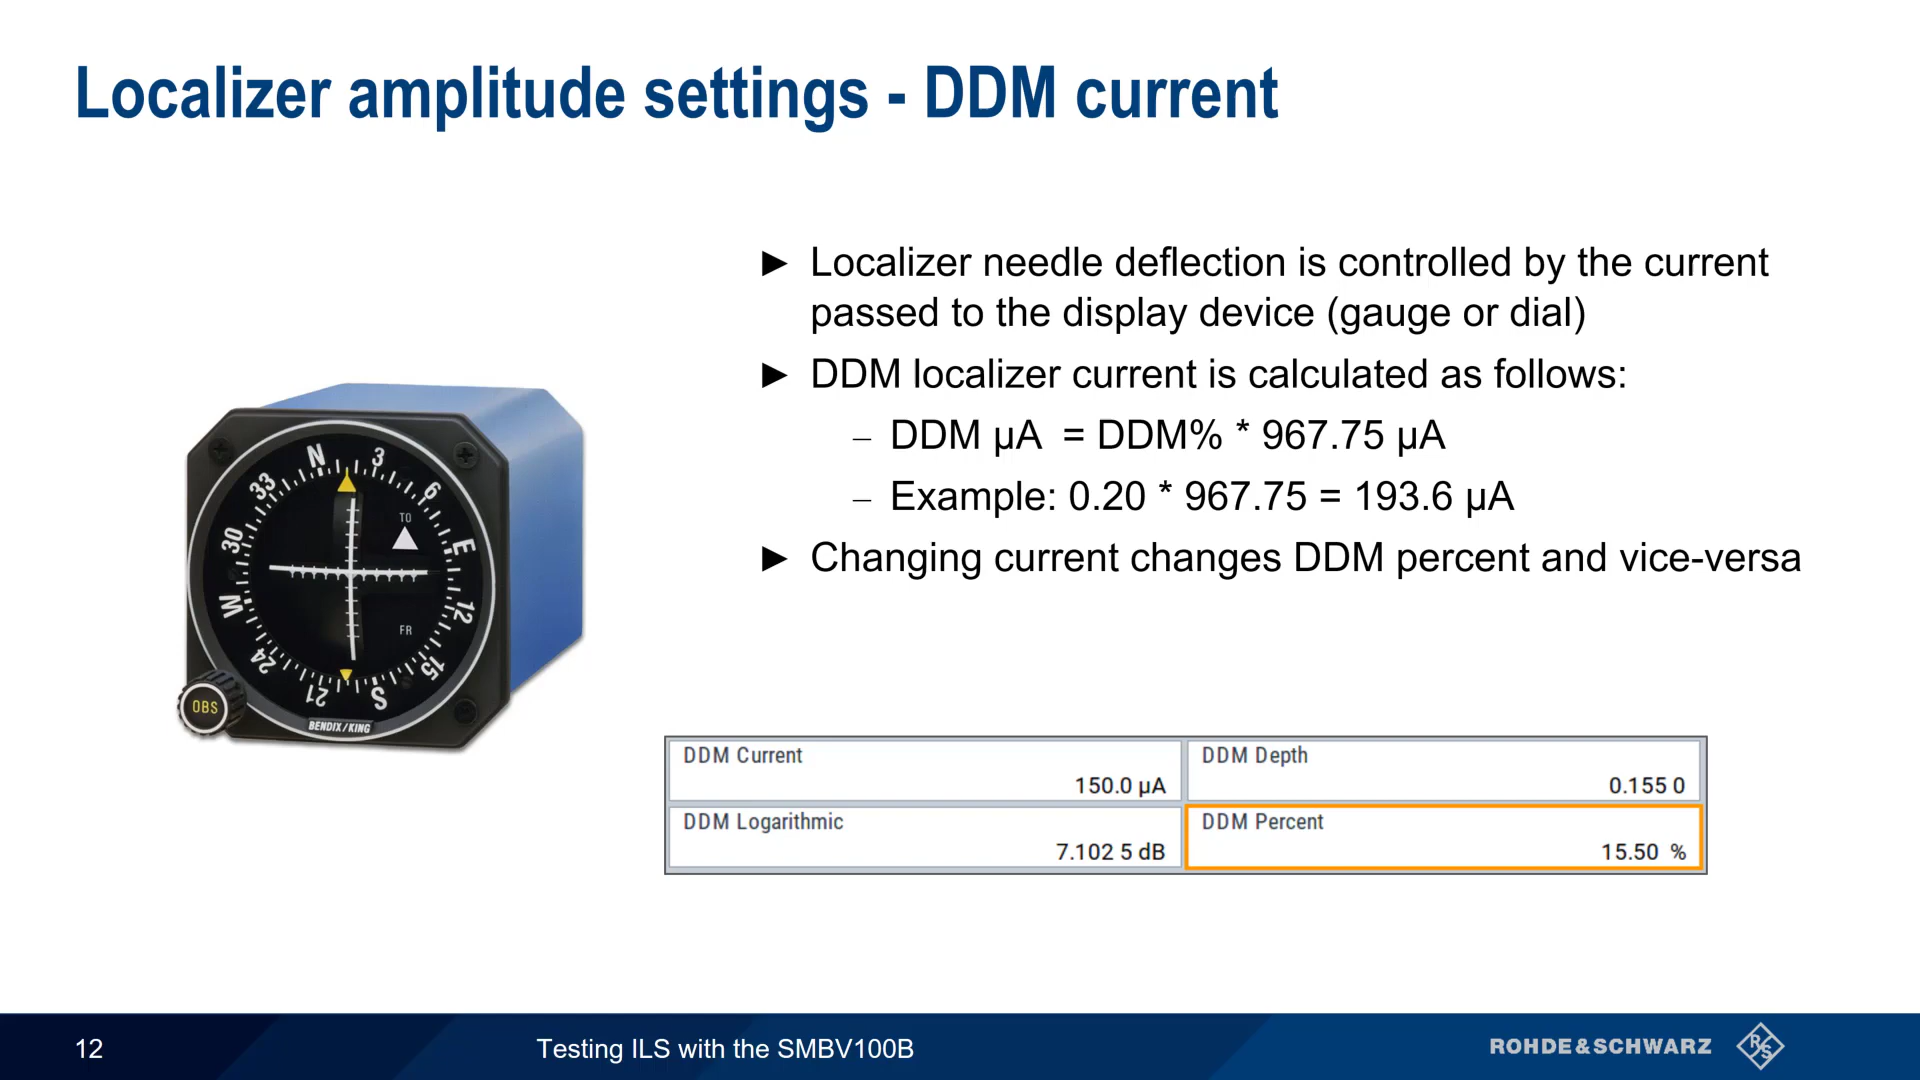 Localizer amplitude settings - DDM current
► Localizer needle deflection is controlled by the current
passed to the display device (gauge or dial)
► DDM localizer current is calculated as follows:
– DDM µA = DDM% * 967.75 µA
– Example: 0.20 * 967.75 = 193.6 µA
► Changing current changes DDM percent and vice-versa
N
3
6
E
12
15
S
21
24
W
30
33
TO
FR
OBS
BENDIX/KING
DDM Current
150.0 µA
DDM Depth
0.155 0
DDM Logarithmic
7.102 5 dB
DDM Percent
15.50 %
12
Testing ILS with the SMBV100B
ROHDE&SCHWARZ
R&S